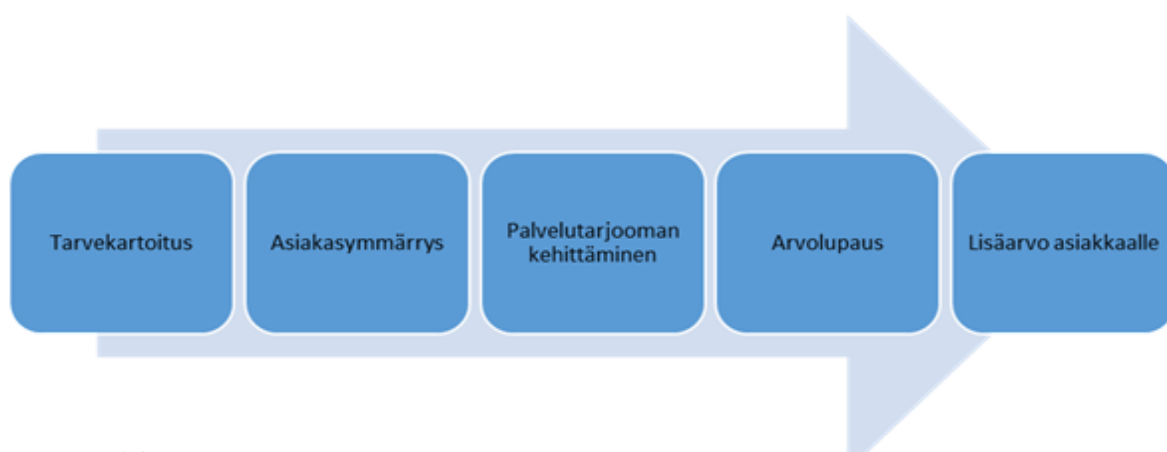 Tarvekartoitus
Asiakasymmärrys
Palvelutarjooman
kehittäminen
Arvolupaus
Lisäarvo asiakkaalle